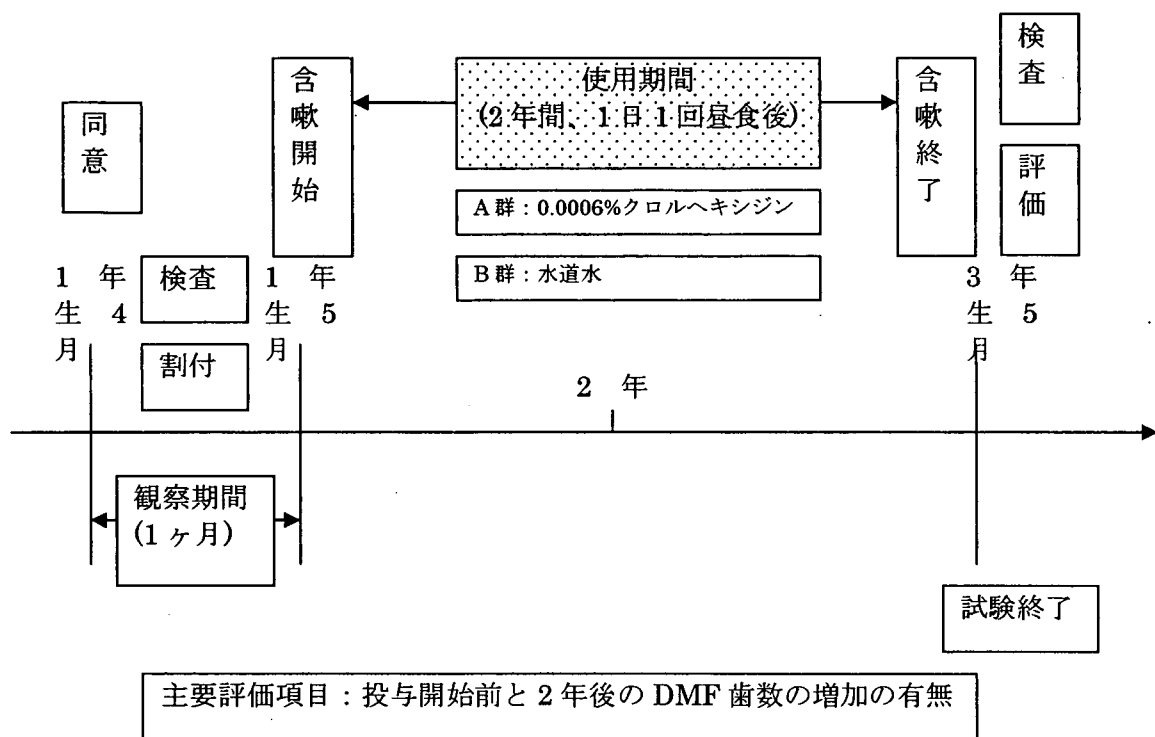 同意
含嗽開始
使用期間
(2年間、1日1回昼食後)
含嗽終了
検査
評価
A群：0.0006%クロルヘキシジン
B群：水道水
1年生4月
検査
割付
1年生5月
3年生5月
2年
観察期間
(1ヶ月)
試験終了
主要評価項目：投与開始前と2年後のDMF歯数の増加の有無